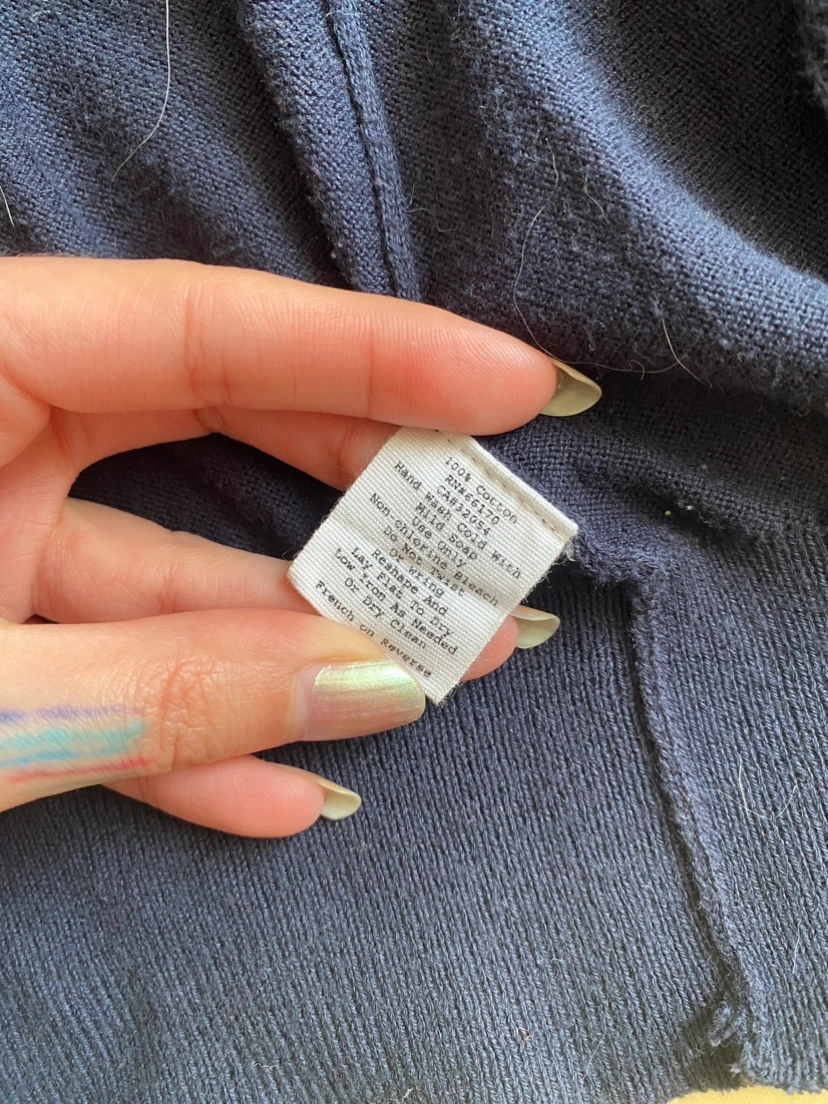 100% Cotton
RN#66170
CA#32054
Hand Wash Cold With
Mild Soap
Use Only
Non chlorine Bleach
Do Not Twist
Or Wring
Reshape And
Lay Flat To Dry
Low Iron As Needed
Or Dry Clean
French on Reverse